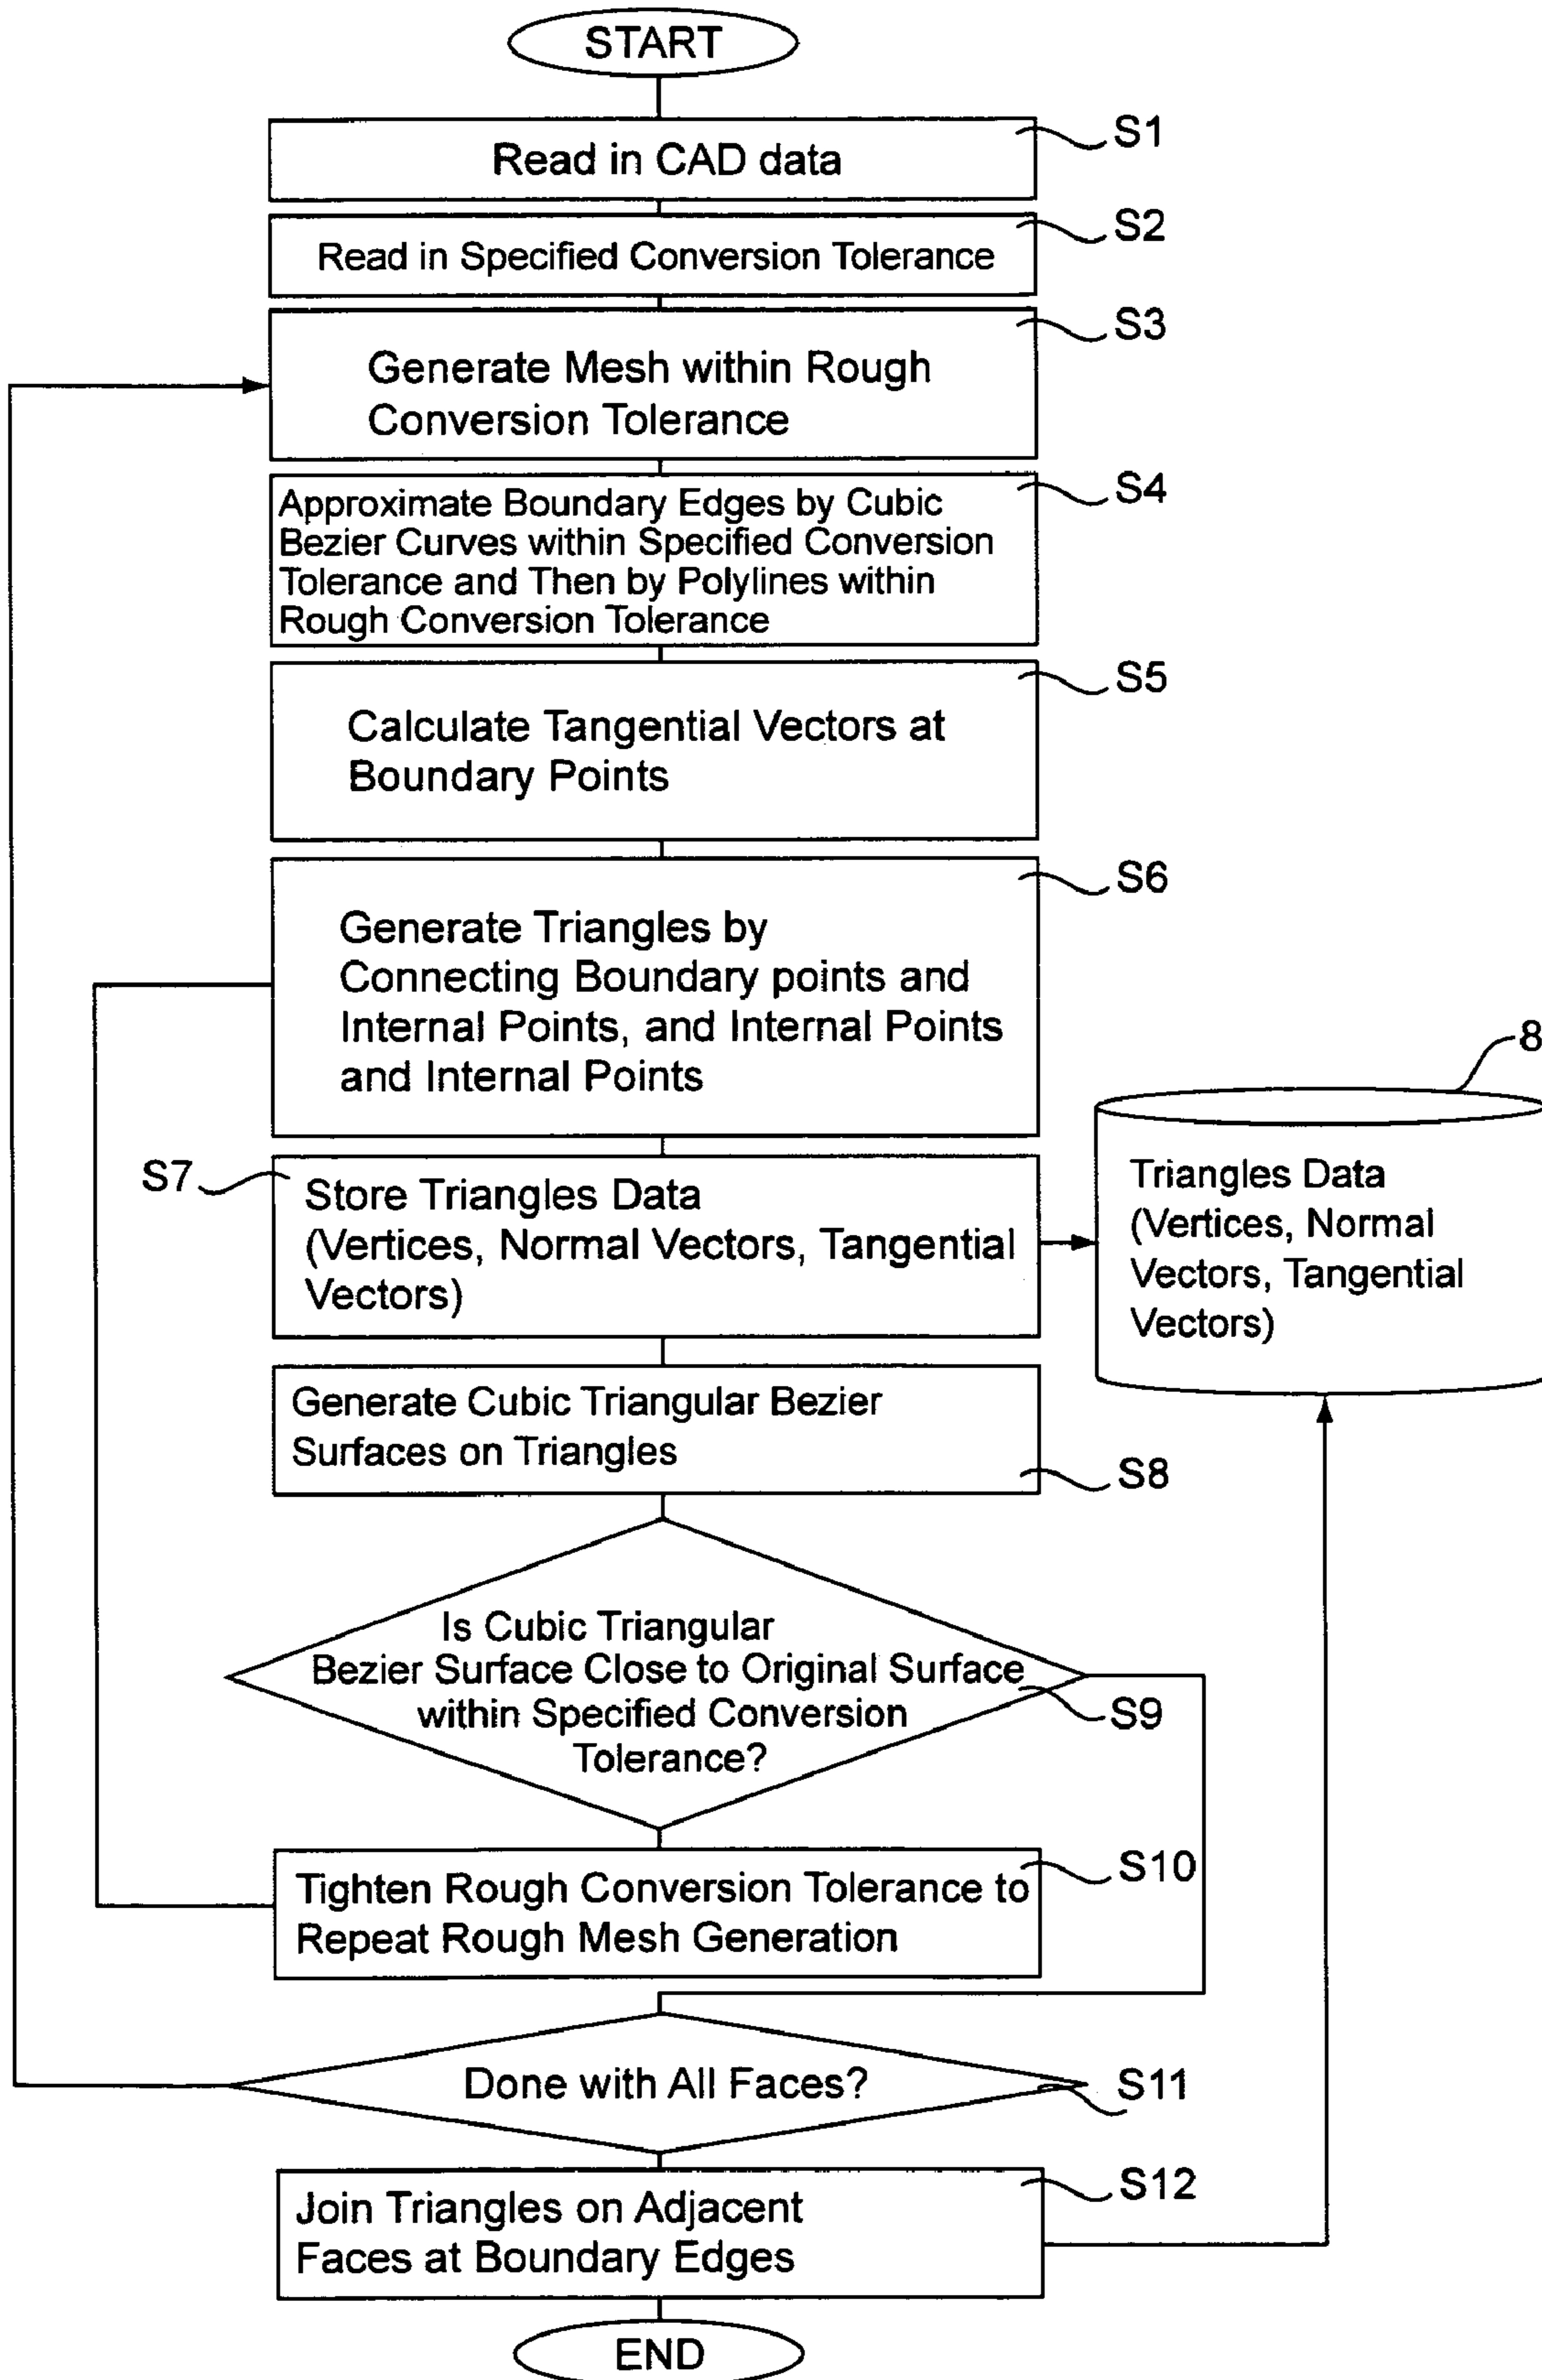 START
S1
Read in CAD data
S2
Read in Specified Conversion Tolerance
S3
Generate Mesh within Rough
Conversion Tolerance
S4
Approximate Boundary Edges by Cubic
Bezier Curves within Specified Conversion
Tolerance and Then by Polylines within
Rough Conversion Tolerance
S5
Calculate Tangential Vectors at
Boundary Points
S6
Generate Triangles by
Connecting Boundary points and
Internal Points, and Internal Points
and Internal Points
8
S7
Store Triangles Data
(Vertices, Normal Vectors, Tangential
Vectors)
Triangles Data
(Vertices, Normal
Vectors, Tangential
Vectors)
Generate Cubic Triangular Bezier
Surfaces on Triangles
S8
Is Cubic Triangular
Bezier Surface Close to Original Surface
within Specified Conversion
Tolerance?
S9
S10
Tighten Rough Conversion Tolerance to
Repeat Rough Mesh Generation
Done with All Faces?
S11
S12
Join Triangles on Adjacent
Faces at Boundary Edges
END